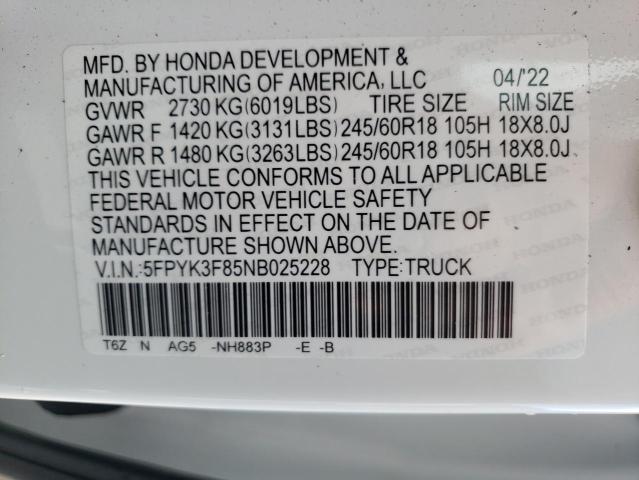 MFD. BY HONDA DEVELOPMENT &
MANUFACTURING OF AMERICA, LLC 04/'22
GVWR 2730 KG(6019LBS) TIRE SIZE RIM SIZE
GAWR F 1420 KG(3131LBS) 245/60R18 105H 18X8.0J
GAWR R 1480 KG(3263LBS) 245/60R18 105H 18X8.0J
THIS VEHICLE CONFORMS TO ALL APPLICABLE
FEDERAL MOTOR VEHICLE SAFETY
STANDARDS IN EFFECT ON THE DATE OF
MANUFACTURE SHOWN ABOVE.
V.I.N.:5FPYK3F85NB025228 TYPE:TRUCK
T6Z N AG5 -NH883P -E -B